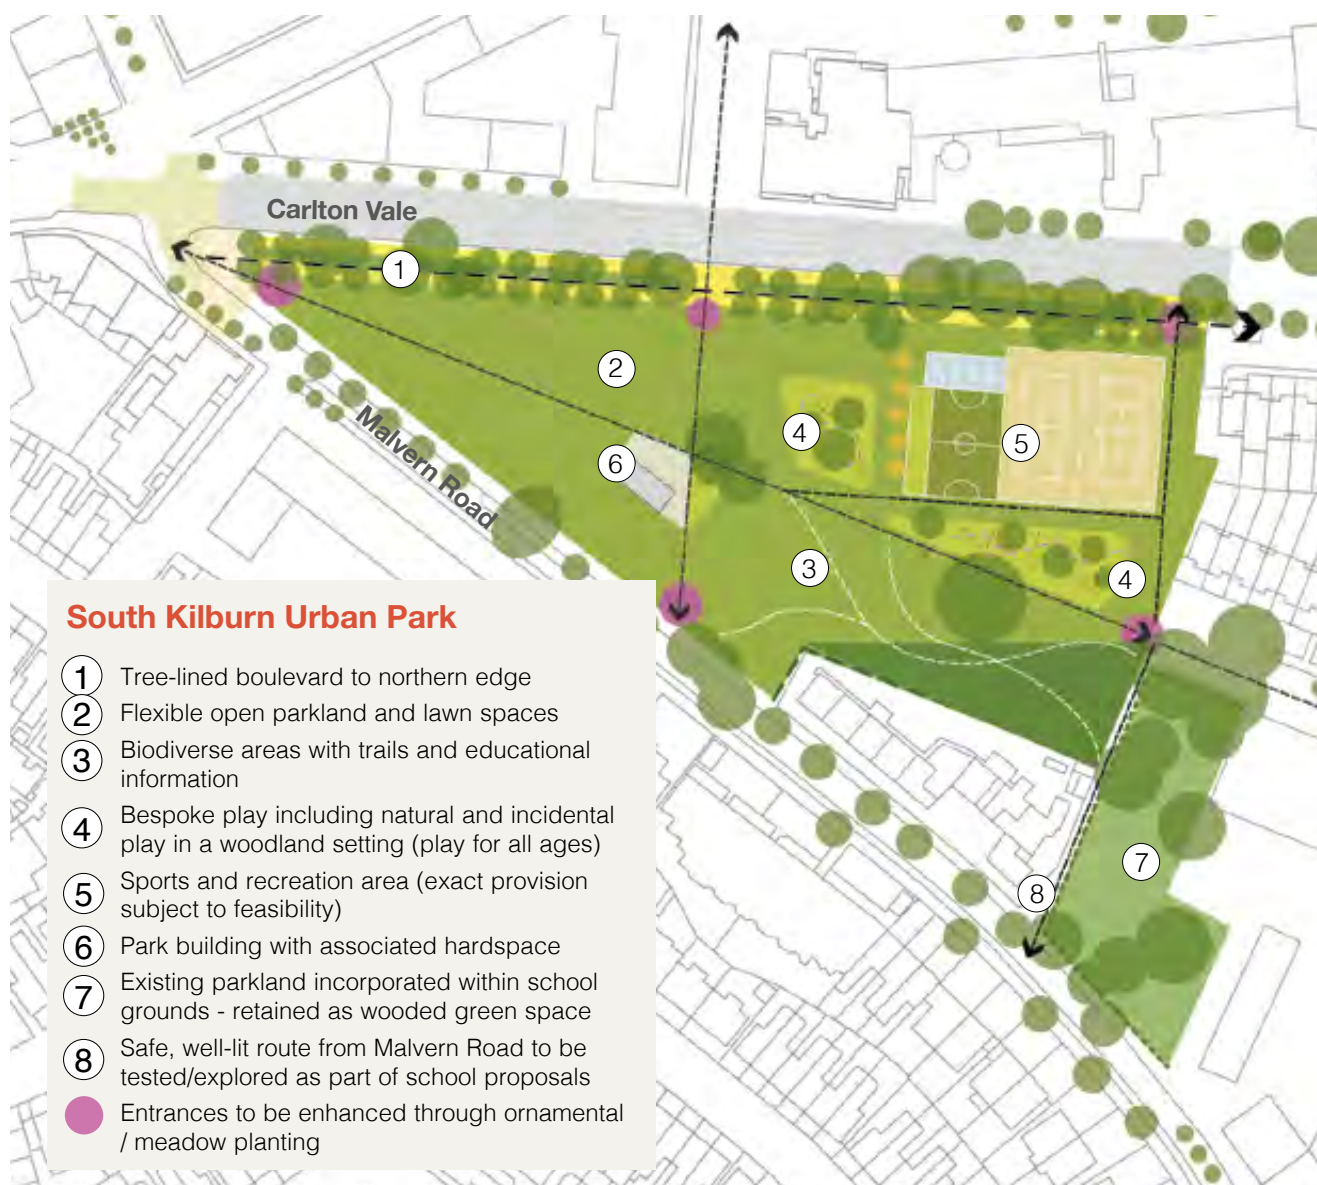 Carlton Vale
1
2
4
5
6
Malvern Road
3
4
7
8
South Kilburn Urban Park
1 Tree-lined boulevard to northern edge
2 Flexible open parkland and lawn spaces
3 Biodiverse areas with trails and educational
information
4 Bespoke play including natural and incidental
play in a woodland setting (play for all ages)
5 Sports and recreation area (exact provision
subject to feasibility)
6 Park building with associated hardspace
7 Existing parkland incorporated within school
grounds - retained as wooded green space
8 Safe, well-lit route from Malvern Road to be
tested/explored as part of school proposals
Entrances to be enhanced through ornamental
/ meadow planting